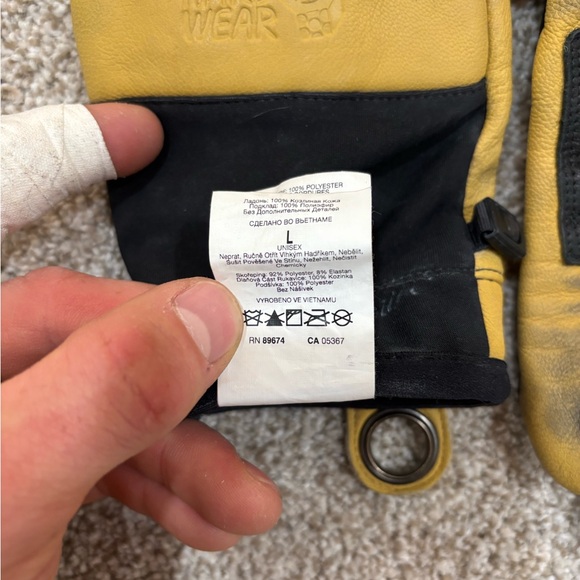 WEAR
100% POLYESTER
Ладонь: 100% Козлиная Кожа
Подклад: 100% Полиэфир
Без Дополнительных Деталей
СДЕЛАНО ВО ВЬЕТНАМЕ
L
UNISEX
Neprat, Ručně Otřít Vlhkým Hadříkem, Nebělit,
Sušit Pověšené Ve Stínu, Nežehlit, Nečistit
Chemicky
Skořepina: 92% Polyester, 8% Elastan
Dlaňová Část Rukavice: 100% Kozinka
Podšívka: 100% Polyester
Bez Nášivek
VYROBENO VE VIETNAMU
RN 89674 CA 05367